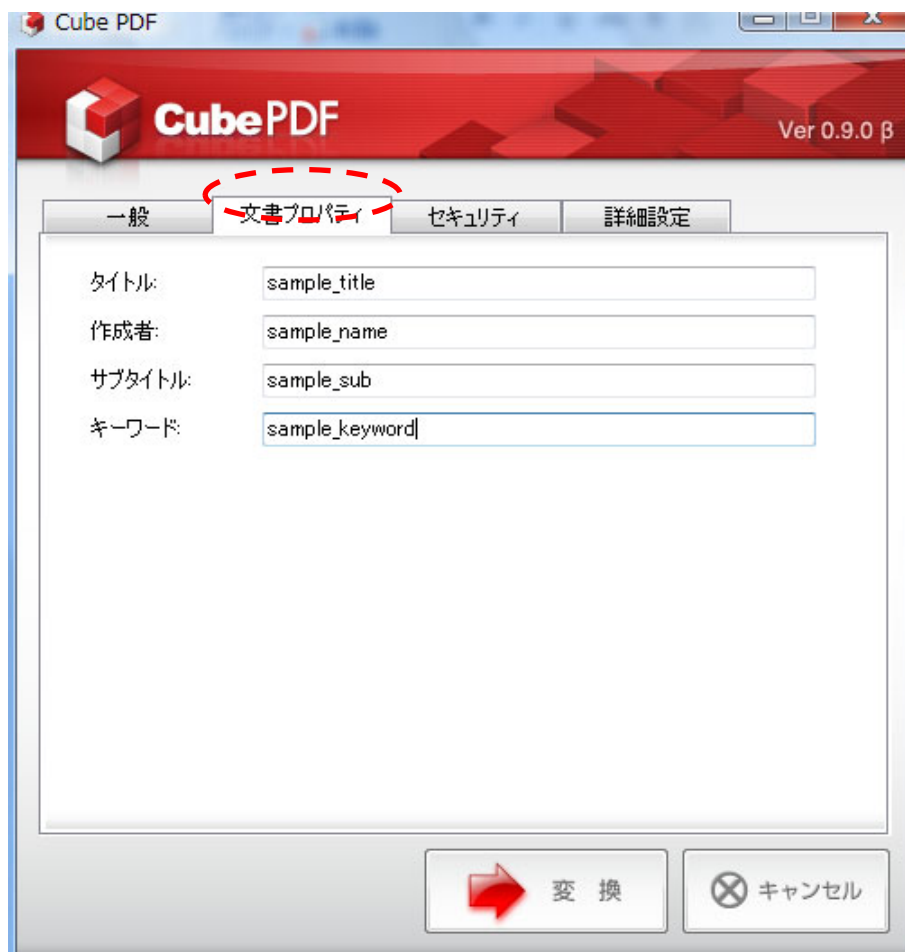 Cube PDF
CubePDF
Ver 0.9.0 β
一般 文書プロパティ セキュリティ 詳細設定
タイトル: sample_title
作成者: sample_name
サブタイトル: sample_sub
キーワード: sample_keyword
変 換 キャンセル